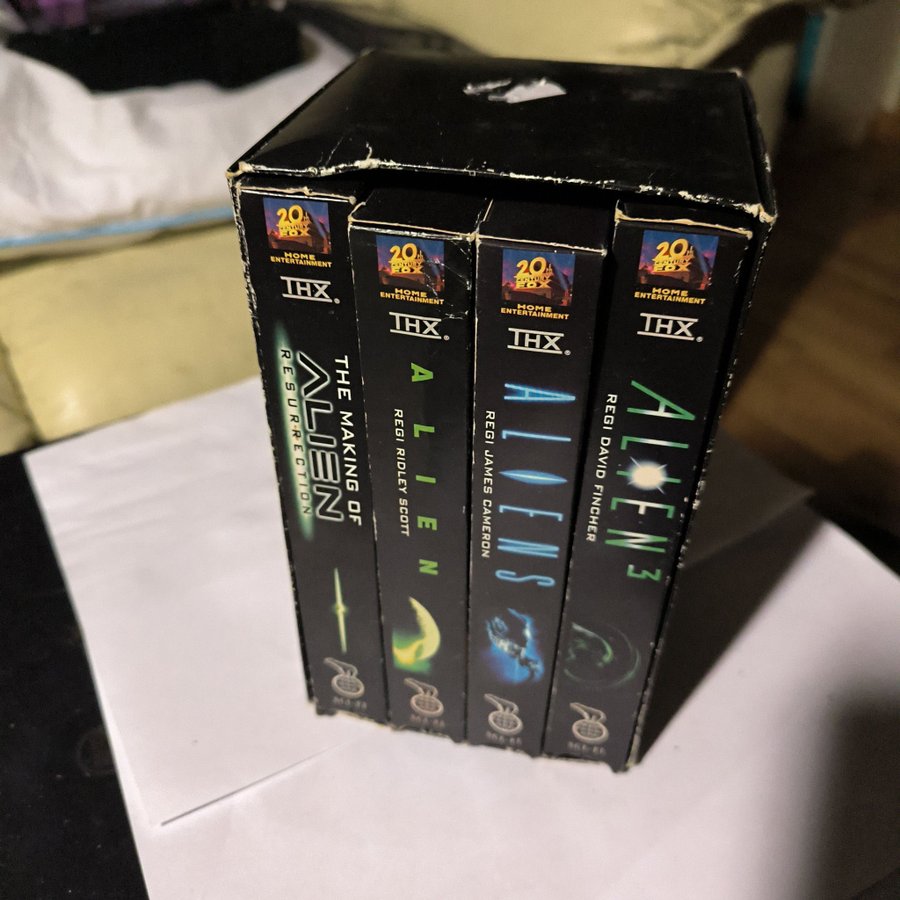 20th
CENTURY
FOX
HOME
ENTERTAINMENT
THX®
THE MAKING OF
ALIEN
RESURRECTION
20th
CENTURY
FOX
HOME
ENTERTAINMENT
THX®
ALIEN
REGI RIDLEY SCOTT
20th
CENTURY
FOX
HOME
ENTERTAINMENT
THX®
ALIENS
REGI JAMES CAMERON
20th
CENTURY
FOX
HOME
ENTERTAINMENT
THX®
ALIEN 3
REGI DAVID FINCHER